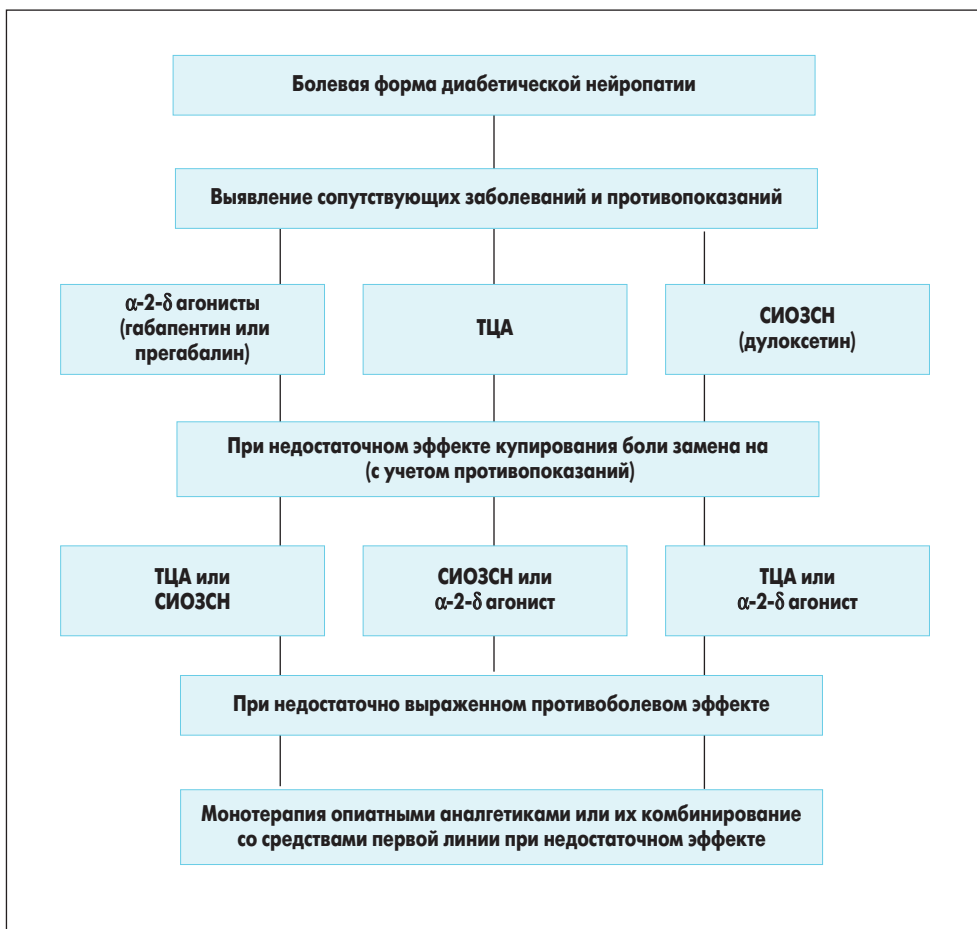 Болевая форма диабетической нейропатии
Выявление сопутствующих заболеваний и противопоказаний
α-2-δ агонисты
(габапентин или
прегабалин)
ТЦА
СИОЗСН
(дулоксетин)
При недостаточном эффекте купирования боли замена на
(с учетом противопоказаний)
ТЦА или
СИОЗСН
СИОЗСН или
α-2-δ агонист
ТЦА или
α-2-δ агонист
При недостаточно выраженном противоболевом эффекте
Монотерапия опиатными аналгетиками или их комбинирование
со средствами первой линии при недостаточном эффекте